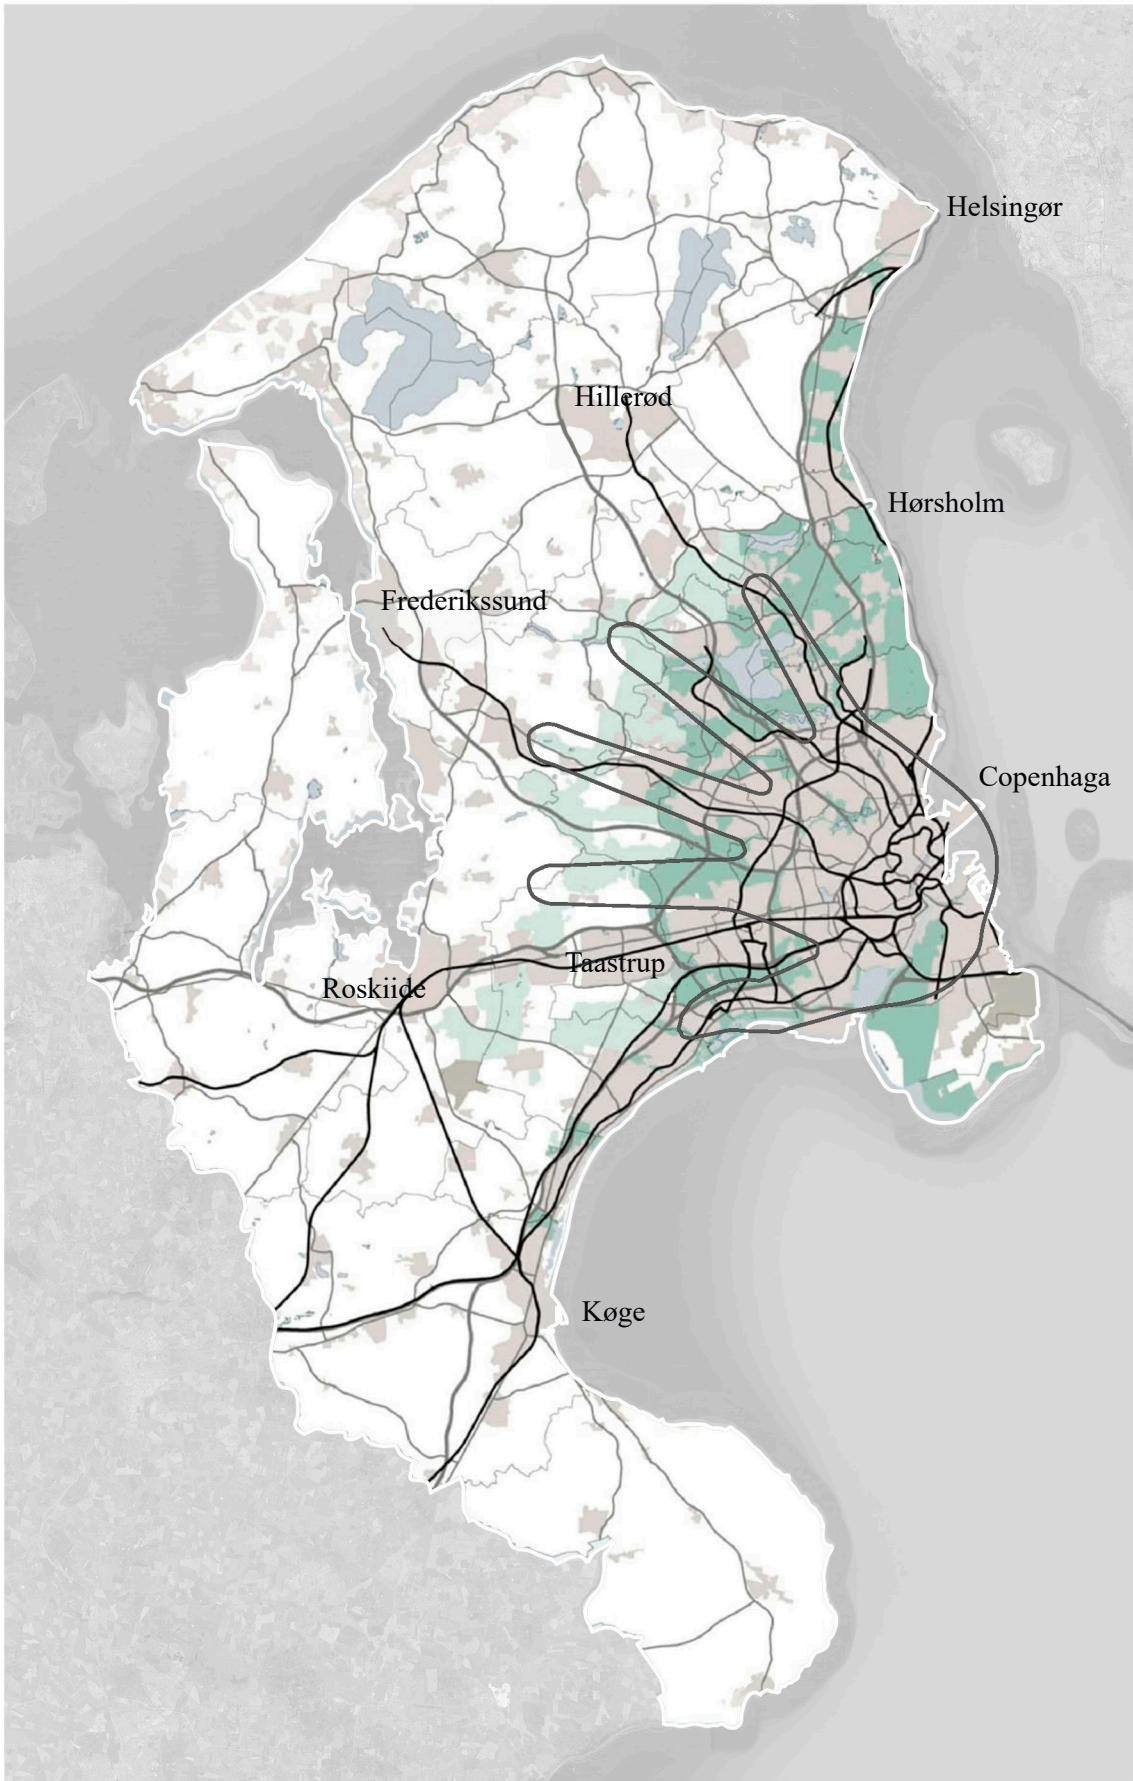 Helsingør
Hillerød
Hørsholm
Frederikssund
Copenhaga
Taastrup
Roskiide
Køge